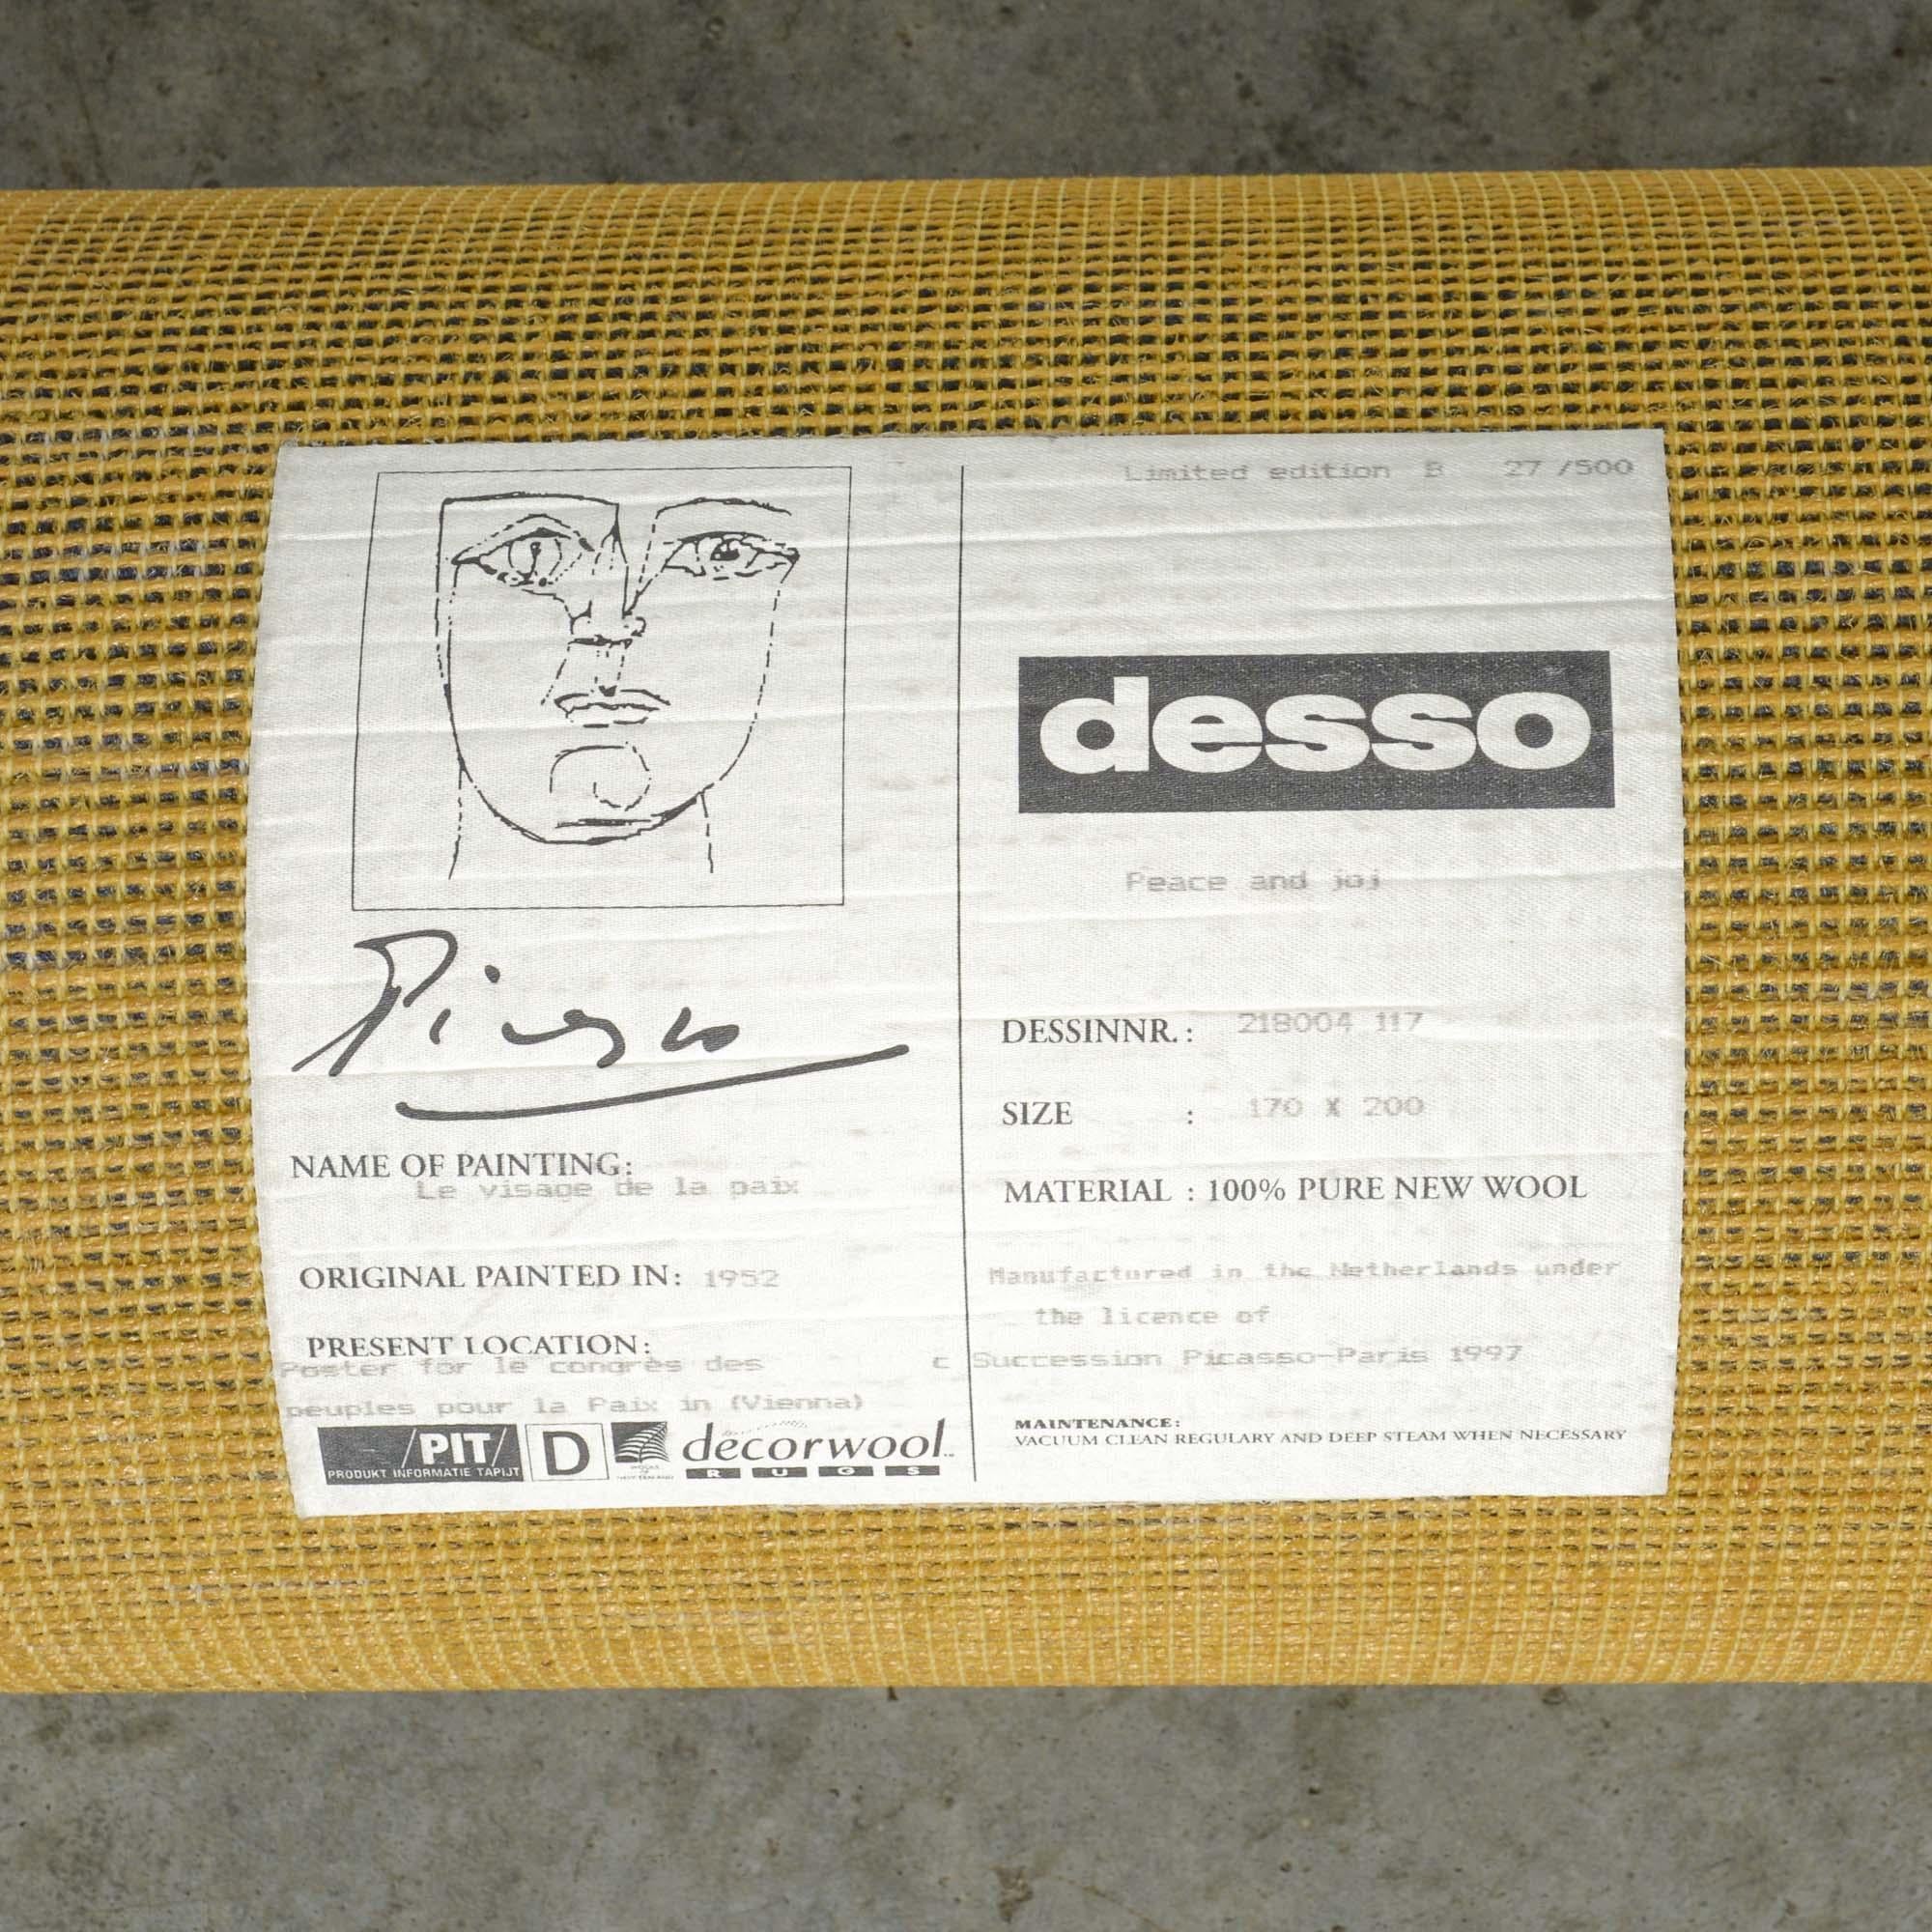 Picasso
NAME OF PAINTING:
Le visage de la paix
ORIGINAL PAINTED IN: 1952
PRESENT LOCATION:
Poster for le congrès des
peuples pour la Paix in (Vienna)
/PIT/
PRODUKT INFORMATIE TAPIJT
D
decorwool
RUGS
Limited edition B 27 /500
desso
Peace and joj
DESSINNR. : 218004 117
SIZE : 170 X 200
MATERIAL : 100% PURE NEW WOOL
Manufactured in the Netherlands under
the licence of
c Succession Picasso-Paris 1997
MAINTENANCE:
VACUUM CLEAN REGULARY AND DEEP STEAM WHEN NECESSARY